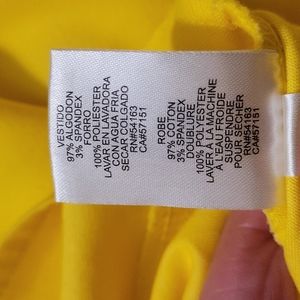 VESTIDO
97% ALGODON
3% SPANDEX
FORRO
100% POLIESTER
LAVAR EN LAVADORA
CON AGUA FRIA
SECAR COLGADO
RN#54163
CA#57151
ROBE
97% COTON
3% SPANDEX
DOUBLURE
100% POLYESTER
LAVER À LA MACHINE
À L'EAU FROIDE
SUSPENDRE
POUR SÉCHER
RN#54163
CA#57151